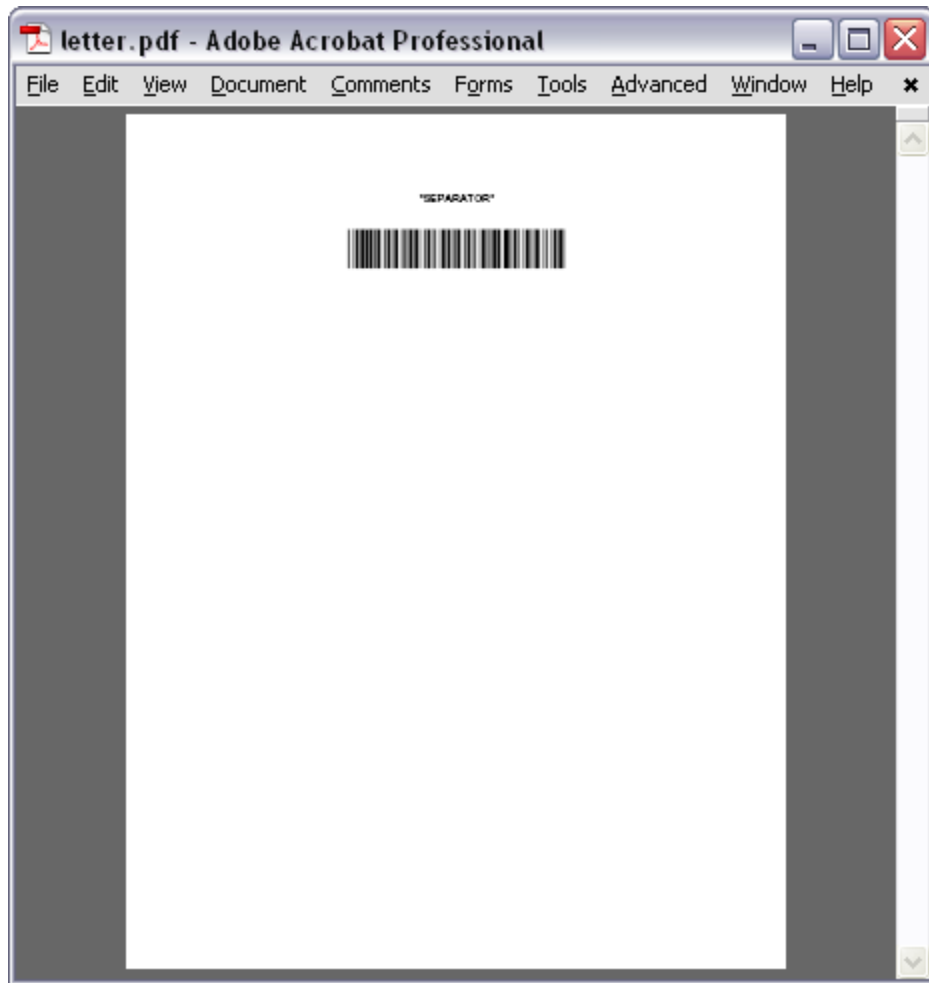 letter.pdf - Adobe Acrobat Professional
File Edit View Document Comments Forms Tools Advanced Window Help
"SEPARATOR"